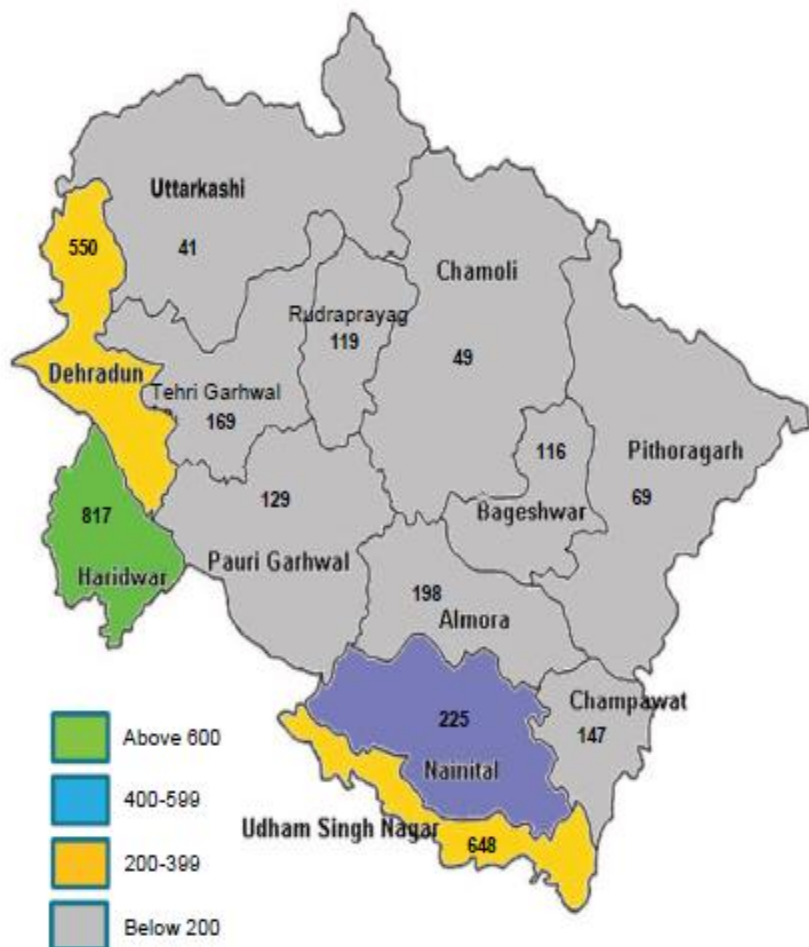 Uttarkashi
41
550
Chamoli
49
Rudraprayag
119
Dehradun
Tehri Garhwal
169
116
Bageshwar
Pithoragarh
69
817
Haridwar
129
Pauri Garhwal
198
Almora
225
Nainital
Champawat
147
Udham Singh Nagar
648
Above 600
400-599
200-399
Below 200